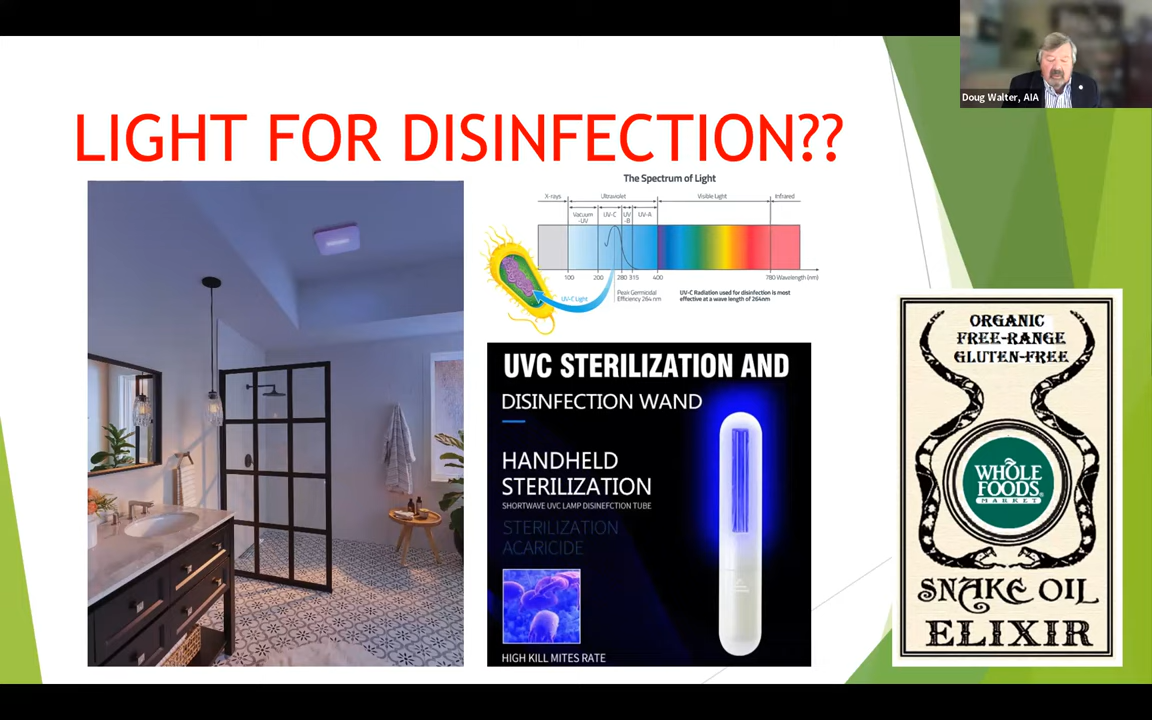 Doug Walter, AIA
LIGHT FOR DISINFECTION??
The Spectrum of Light
X-rays Ultraviolet Visible Light Infrared
Vacuum UV-C UV UV-A
-UV -B
100 200 280 315 400 780 Wavelength (nm)
UV-C Light
Peak Germicidal
Efficiency 264 nm
UV-C Radiation used for disinfection is most
effective at a wave length of 264nm
UVC STERILIZATION AND
DISINFECTION WAND
HANDHELD
STERILIZATION
SHORTWAVE UVC LAMP DISINEFCTION TUBE
STERILIZATION
ACARICIDE
HIGH KILL MITES RATE
ORGANIC
FREE-RANGE
GLUTEN-FREE
WHOLE
FOODS
MARKET
SNAKE OIL
ELIXIR